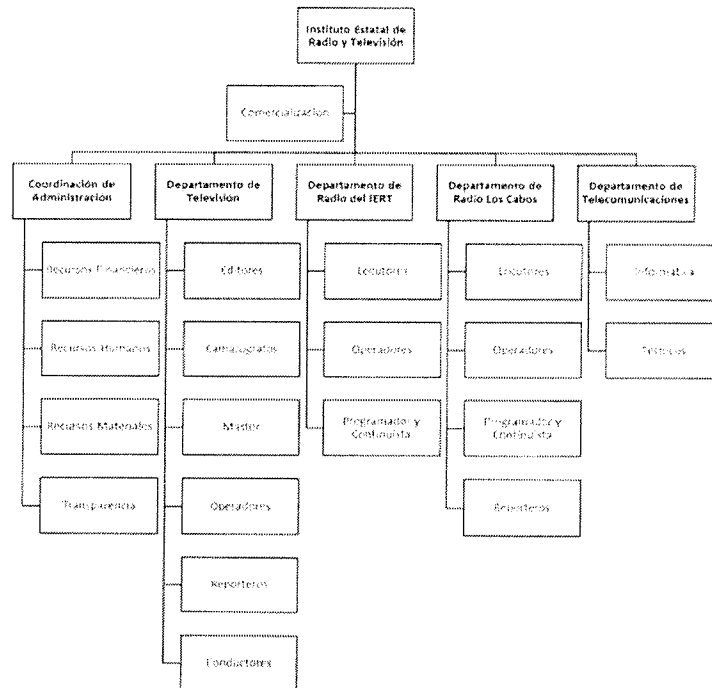 Instituto Estatal de
Radio y Televisión
Comercialización
Coordinación de
Administración
Departamento de
Televisión
Departamento de
Radio del IERT
Departamento de
Radio Los Cabos
Departamento de
Telecomunicaciones
Recursos Financieros
Editores
Locutores
Locutores
Informática
Recursos Humanos
Camarógrafos
Operadores
Operadores
Técnicos
Recursos Materiales
Master
Programador y
Continuista
Programador y
Continuista
Transparencia
Operadores
Reporteros
Reporteros
Conductores